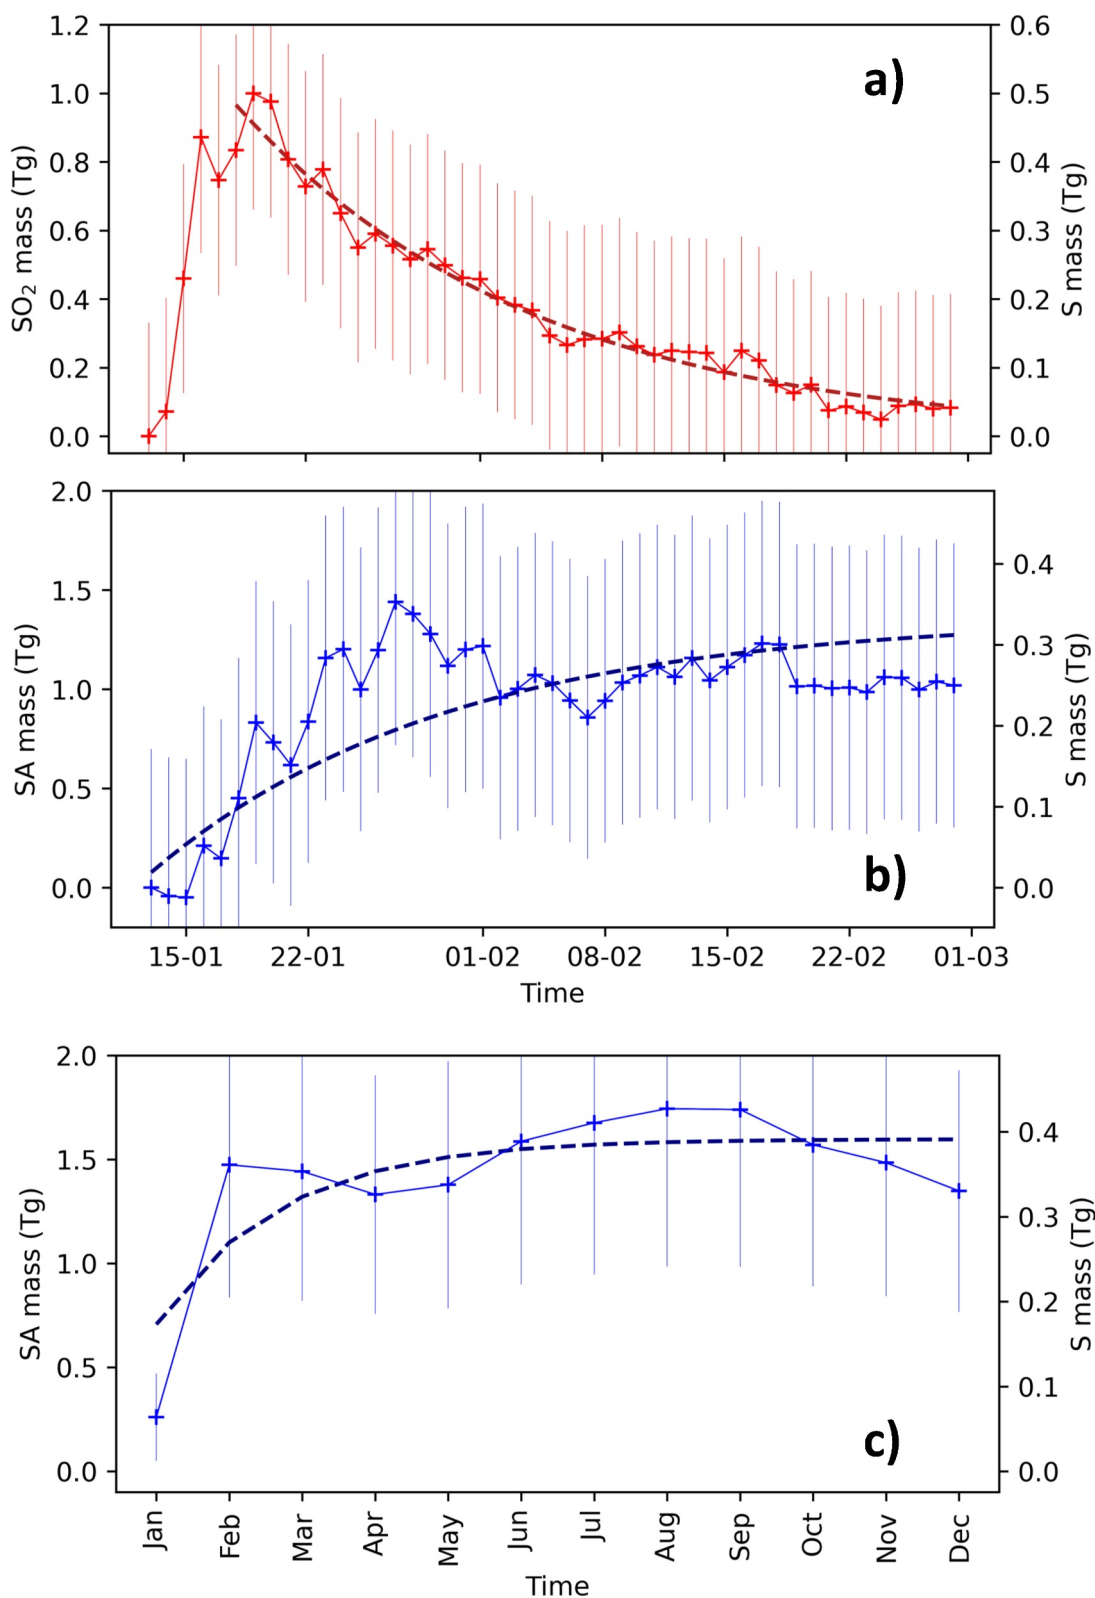 a)
SO₂ mass (Tg)
1.2
1.0
0.8
0.6
0.4
0.2
0.0
0.6
0.5
0.4
0.3
0.2
0.1
0.0
S mass (Tg)
b)
SA mass (Tg)
2.0
1.5
1.0
0.5
0.0
0.4
0.3
0.2
0.1
0.0
S mass (Tg)
15-01 22-01 01-02 08-02 15-02 22-02 01-03
Time
c)
SA mass (Tg)
2.0
1.5
1.0
0.5
0.0
0.4
0.3
0.2
0.1
0.0
S mass (Tg)
Jan Feb Mar Apr May Jun Jul Aug Sep Oct Nov Dec
Time